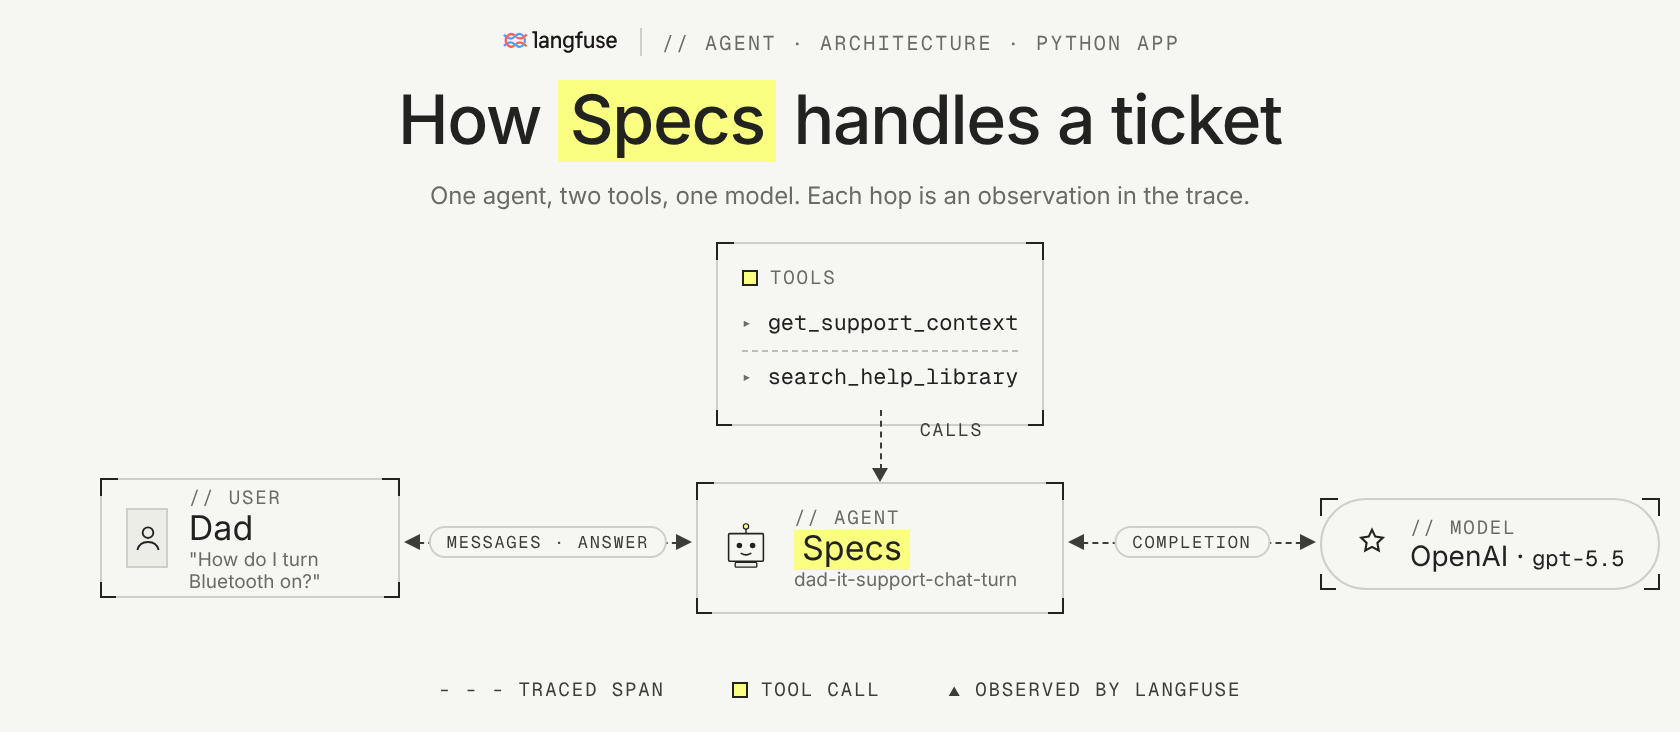 langfuse // AGENT · ARCHITECTURE · PYTHON APP
How Specs handles a ticket
One agent, two tools, one model. Each hop is an observation in the trace.
TOOLS
▸ get_support_context
▸ search_help_library
CALLS
// USER
Dad
"How do I turn
Bluetooth on?"
MESSAGES · ANSWER
// AGENT
Specs
dad-it-support-chat-turn
COMPLETION
// MODEL
OpenAI · gpt-5.5
- - - TRACED SPAN
TOOL CALL
▲ OBSERVED BY LANGFUSE